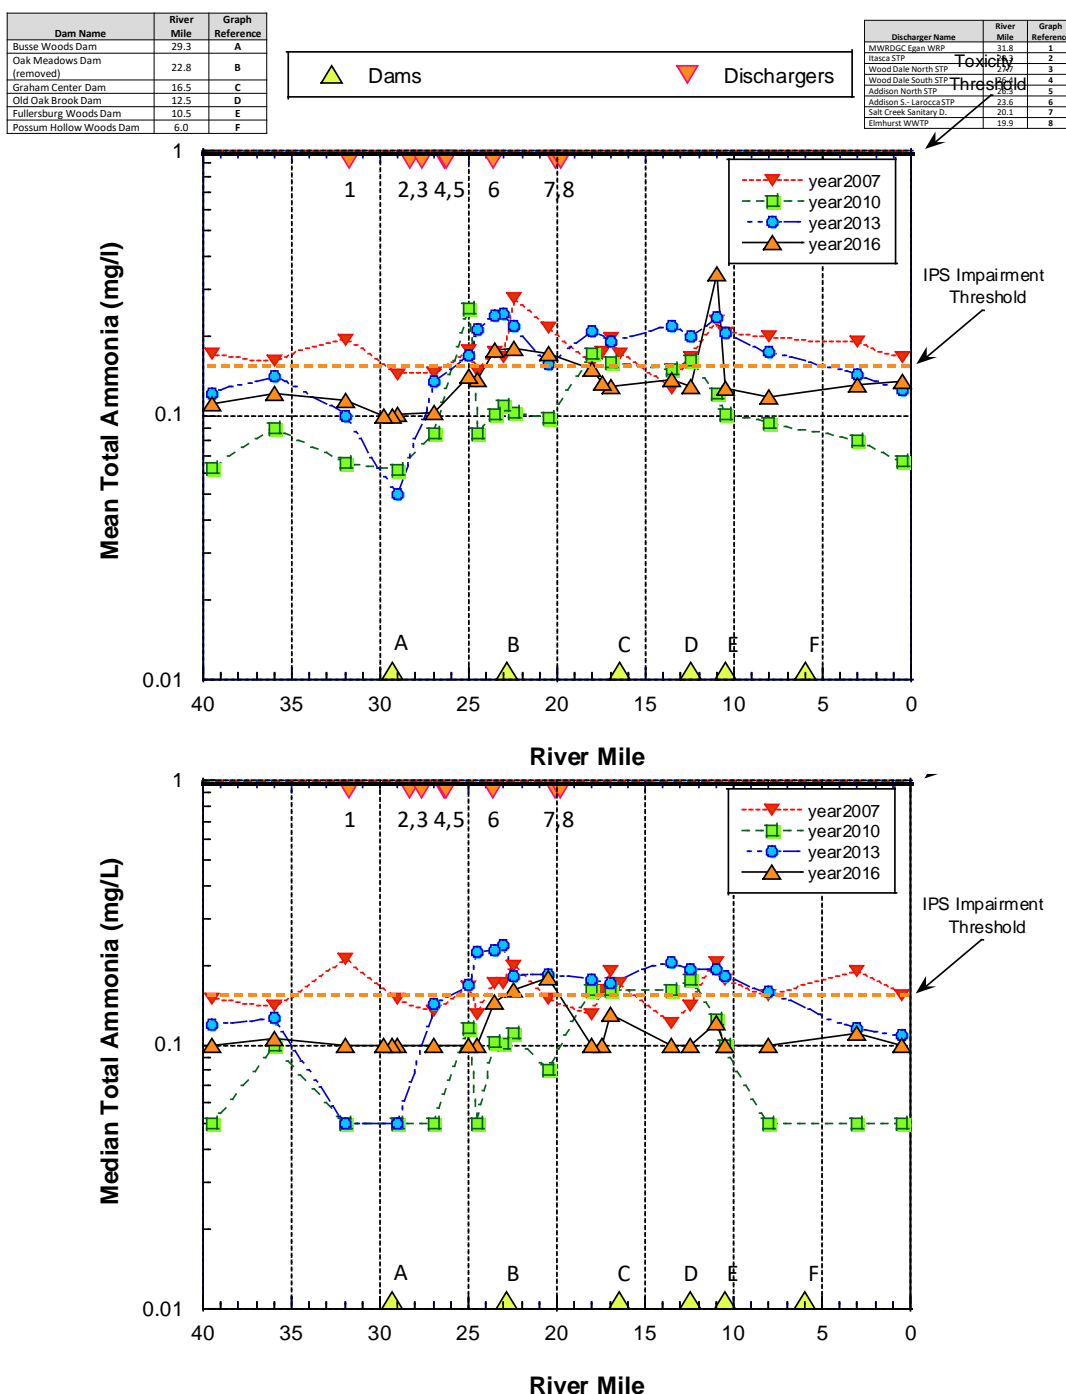 Dam Name River Mile Graph Reference
Busse Woods Dam 29.3 A
Oak Meadows Dam (removed) 22.8 B
Graham Center Dam 16.5 C
Old Oak Brook Dam 12.5 D
Fullersburg Woods Dam 10.5 E
Possum Hollow Woods Dam 6.0 F
Dams
Dischargers
Discharger Name River Mile Graph Reference
MWRDGC Egan WRP 31.8 1
Itasca STP 2
Wood Dale North STP 27.7 3
Wood Dale South STP 4
Addison North STP 26.3 5
Addison S.- Larocca STP 23.6 6
Salt Creek Sanitary D. 20.1 7
Elmhurst WWTP 19.9 8
Toxicity
Threshold
1
1 2,3 4,5 6 7,8
year2007
year2010
year2013
year2016
IPS Impairment
Threshold
Mean Total Ammonia (mg/l)
0.1
A B C D E F
0.01
40 35 30 25 20 15 10 5 0
River Mile
1
1 2,3 4,5 6 7,8
year2007
year2010
year2013
year2016
IPS Impairment
Threshold
Median Total Ammonia (mg/L)
0.1
A B C D E F
0.01
40 35 30 25 20 15 10 5 0
River Mile